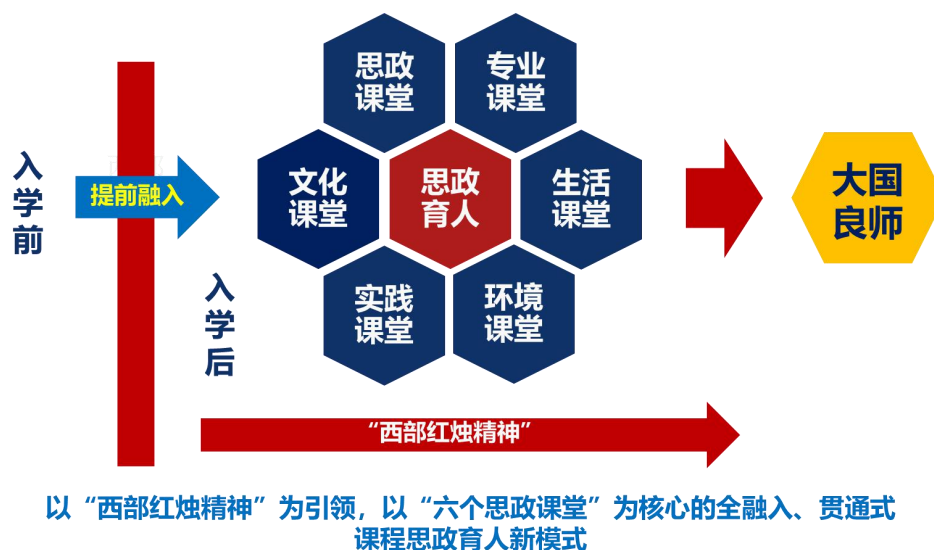 思政
课堂
专业
课堂
入
学
前
提前融入
文化
课堂
思政
育人
生活
课堂
大国
良师
入
学
后
实践
课堂
环境
课堂
“西部红烛精神”
以“西部红烛精神”为引领，以“六个思政课堂”为核心的全融入、贯通式
课程思政育人新模式